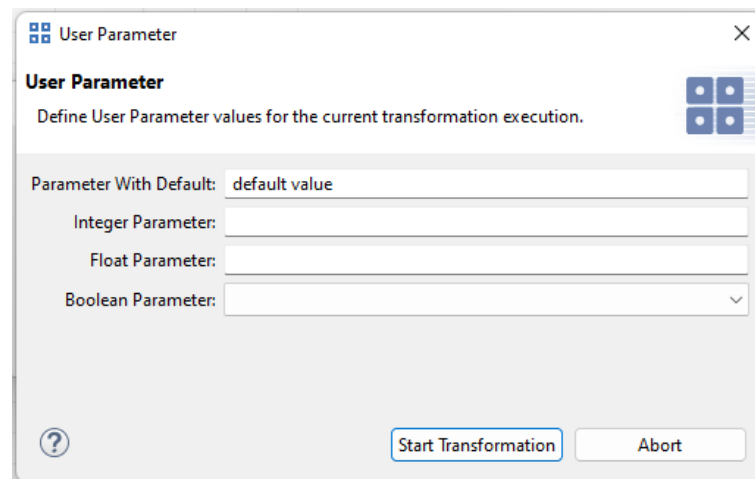 User Parameter
User Parameter
Define User Parameter values for the current transformation execution.
Parameter With Default: default value
Integer Parameter:
Float Parameter:
Boolean Parameter:
?
Start Transformation Abort